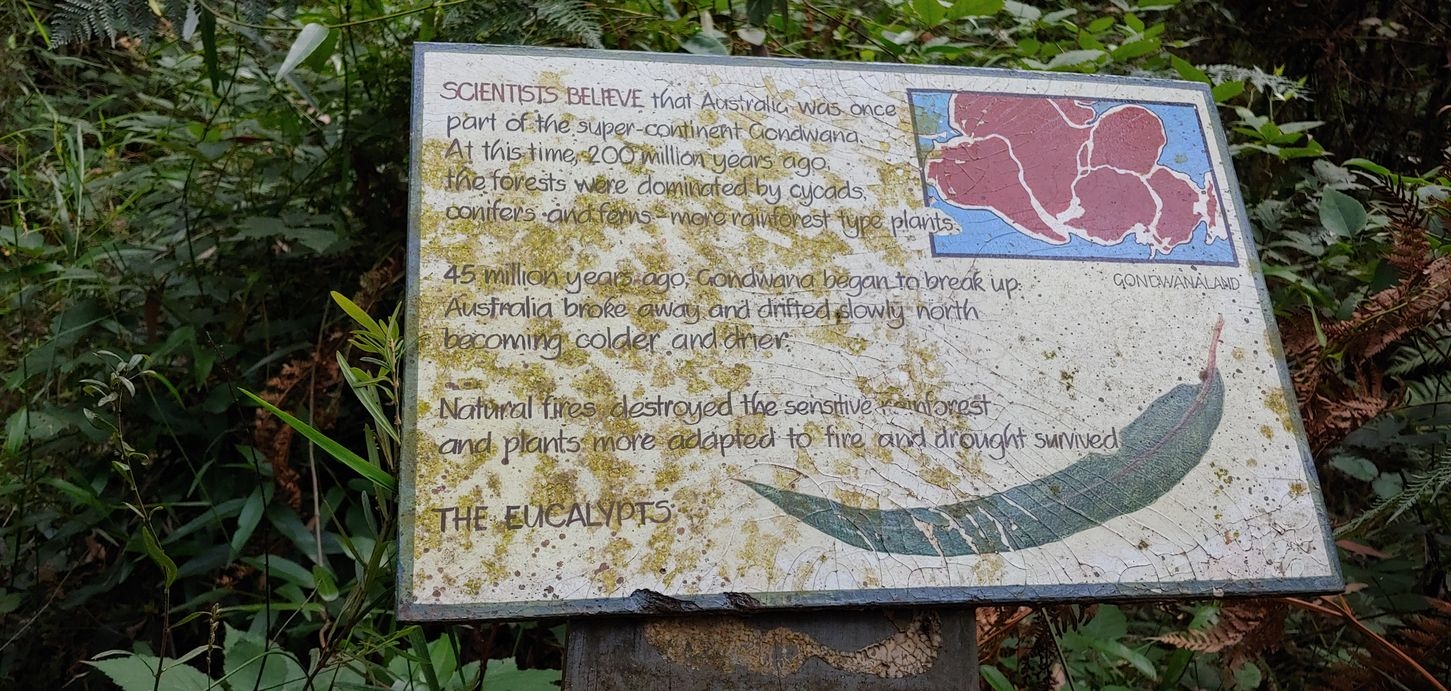 SCIENTISTS BELIEVE that Australia was once
part of the super-continent Gondwana.
At this time, 200 million years ago,
the forests were dominated by cycads,
conifers and ferns - more rainforest type plants.
45 million years ago, Gondwana began to break up.
Australia broke away and drifted slowly north
becoming colder and drier.
Natural fires destroyed the sensitive rainforest
and plants more adapted to fire and drought survived
THE EUCALYPTS.
GONDWANALAND